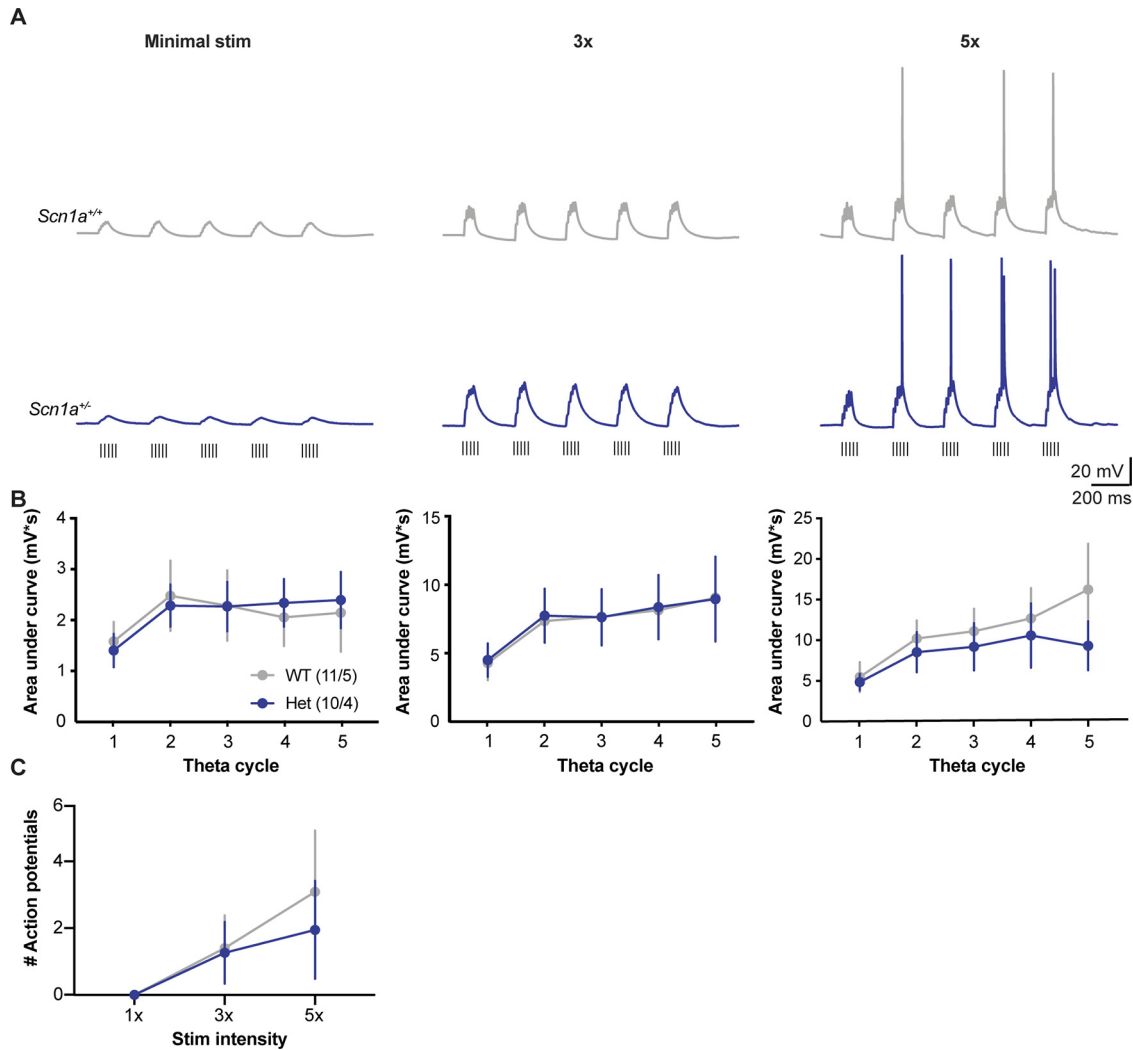 A
Minimal stim 3x 5x
Scn1a+/+
Scn1a+/-
20 mV
200 ms
B
Area under curve (mV*s)
4
3
2
1
0
WT (11/5)
Het (10/4)
1 2 3 4 5
Theta cycle
Area under curve (mV*s)
15
10
5
0
1 2 3 4 5
Theta cycle
Area under curve (mV*s)
25
20
15
10
5
0
1 2 3 4 5
Theta cycle
C
# Action potentials
6
4
2
0
1x 3x 5x
Stim intensity